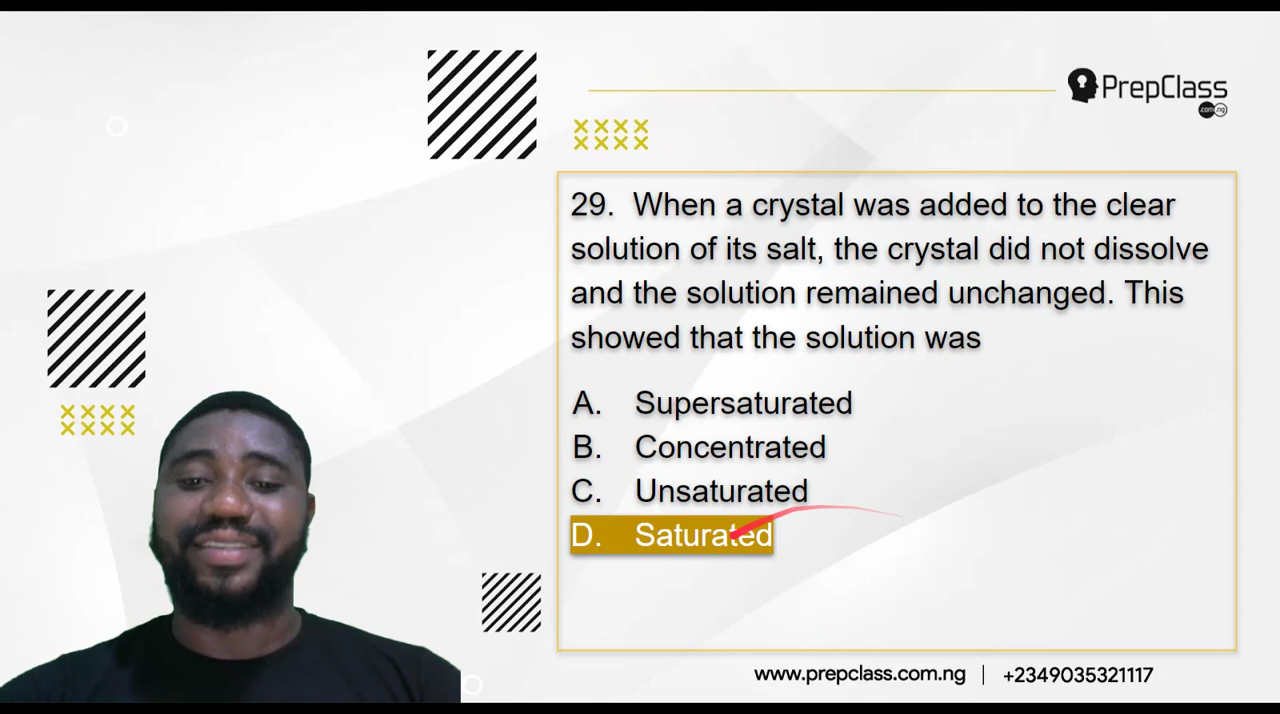 PrepClass
.com.ng
29. When a crystal was added to the clear
solution of its salt, the crystal did not dissolve
and the solution remained unchanged. This
showed that the solution was
A. Supersaturated
B. Concentrated
C. Unsaturated
D. Saturated
www.prepclass.com.ng | +2349035321117